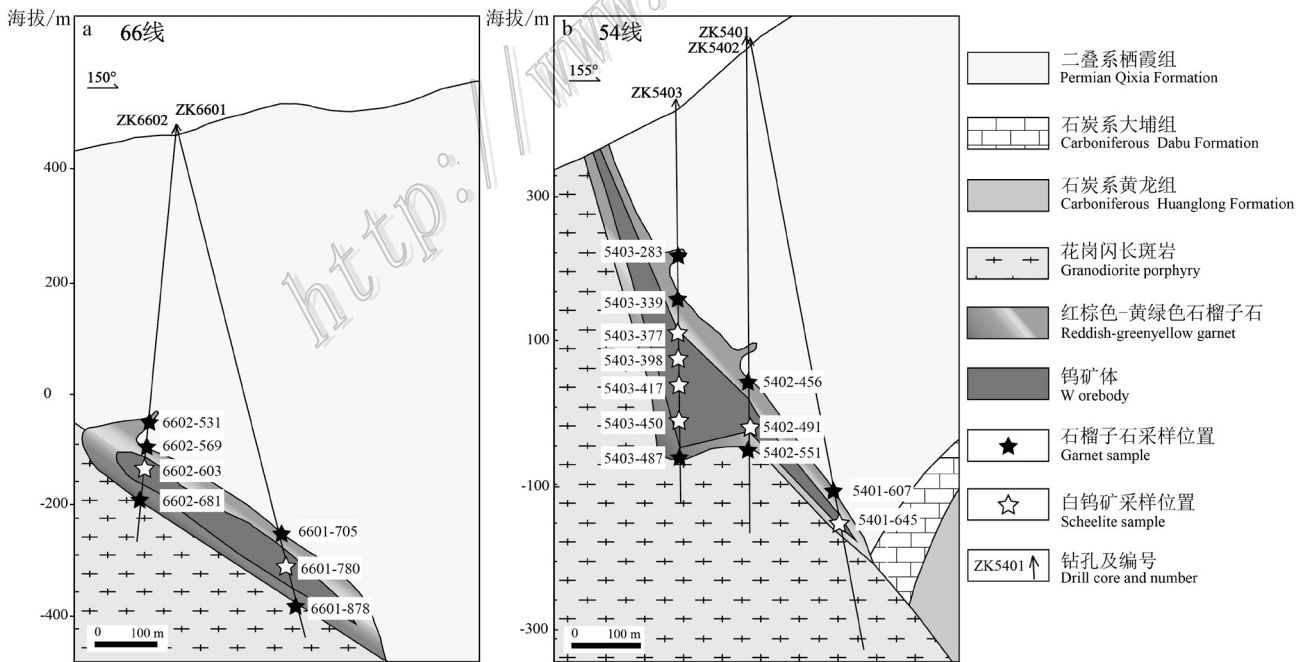 海拔/m
a 66线
150°
ZK6602
ZK6601
400
200
0
-200
-400
6602-531
6602-569
6602-603
6602-681
6601-705
6601-780
6601-878
0 100 m
海拔/m
b 54线
155°
ZK5401
ZK5402
ZK5403
300
100
-100
-300
5403-283
5403-339
5403-377
5403-398
5403-417
5403-450
5403-487
5402-456
5402-491
5402-551
5401-607
5401-645
0 100 m
http://www.
二叠系栖霞组
Permian Qixia Formation
石炭系大埔组
Carboniferous Dabu Formation
石炭系黄龙组
Carboniferous Huanglong Formation
花岗闪长斑岩
Granodiorite porphyry
红棕色-黄绿色石榴子石
Reddish-greenyellow garnet
钨矿体
W orebody
石榴子石采样位置
Garnet sample
白钨矿采样位置
Scheelite sample
ZK5401
钻孔及编号
Drill core and number